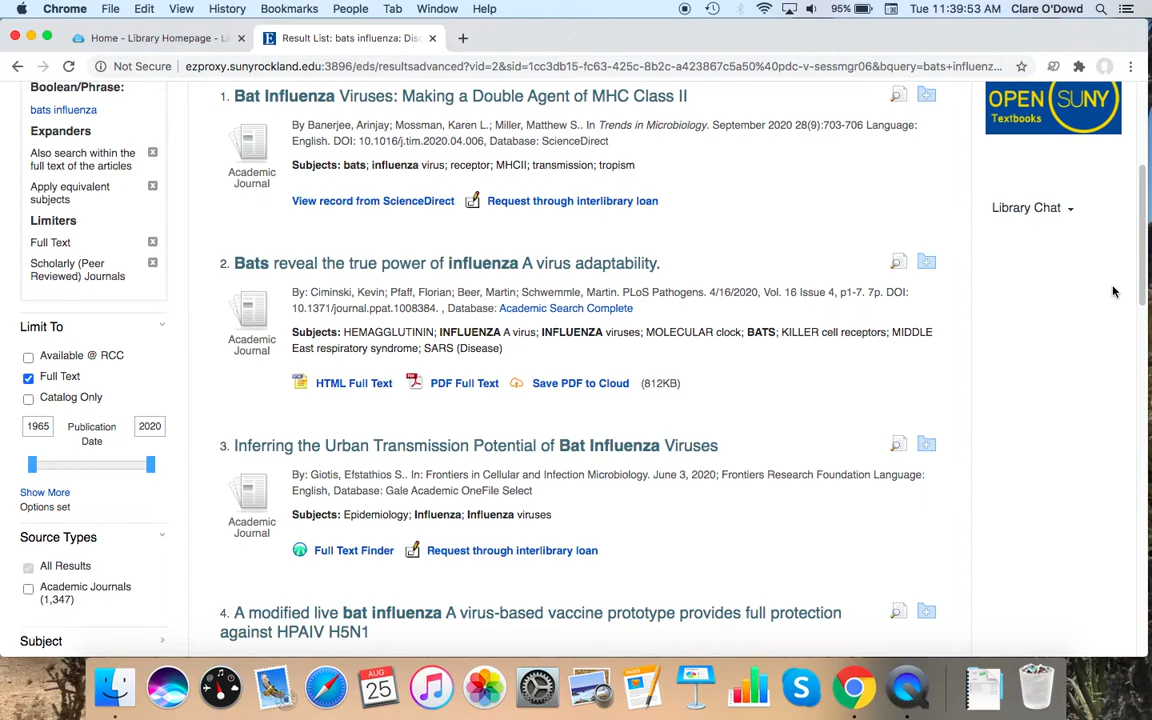 Chrome File Edit View History Bookmarks People Tab Window Help 95% Tue 11:39:53 AM Clare O'Dowd
Home - Library Homepage - Li
Result List: bats influenza: Dis
Not Secure ezproxy.sunyrockland.edu:3896/eds/resultsadvanced?vid=2&sid=1cc3db15-fc63-425c-8b2c-a423867c5a50%40pdc-v-sessmgr06&bquery=bats+influenz...
Boolean/Phrase:
bats influenza
Expanders
Also search within the
full text of the articles
Apply equivalent
subjects
Limiters
Full Text
Scholarly (Peer
Reviewed) Journals
Limit To
Available @ RCC
Full Text
Catalog Only
1965 Publication 2020
Date
Show More
Options set
Source Types
All Results
Academic Journals
(1,347)
Subject
1. Bat Influenza Viruses: Making a Double Agent of MHC Class II
By Banerjee, Arinjay; Mossman, Karen L.; Miller, Matthew S.. In Trends in Microbiology. September 2020 28(9):703-706 Language:
English. DOI: 10.1016/j.tim.2020.04.006, Database: ScienceDirect
Academic
Journal
Subjects: bats; influenza virus; receptor; MHCII; transmission; tropism
View record from ScienceDirect Request through interlibrary loan
2. Bats reveal the true power of influenza A virus adaptability.
By: Ciminski, Kevin; Pfaff, Florian; Beer, Martin; Schwemmle, Martin. PLoS Pathogens. 4/16/2020, Vol. 16 Issue 4, p1-7. 7p. DOI:
10.1371/journal.ppat.1008384. , Database: Academic Search Complete
Academic
Journal
Subjects: HEMAGGLUTININ; INFLUENZA A virus; INFLUENZA viruses; MOLECULAR clock; BATS; KILLER cell receptors; MIDDLE
East respiratory syndrome; SARS (Disease)
HTML Full Text PDF Full Text Save PDF to Cloud (812KB)
3. Inferring the Urban Transmission Potential of Bat Influenza Viruses
By: Giotis, Efstathios S.. In: Frontiers in Cellular and Infection Microbiology. June 3, 2020; Frontiers Research Foundation Language:
English, Database: Gale Academic OneFile Select
Academic
Journal
Subjects: Epidemiology; Influenza; Influenza viruses
Full Text Finder Request through interlibrary loan
4. A modified live bat influenza A virus-based vaccine prototype provides full protection
against HPAIV H5N1
OPEN SUNY
Textbooks
Library Chat
AUG
25